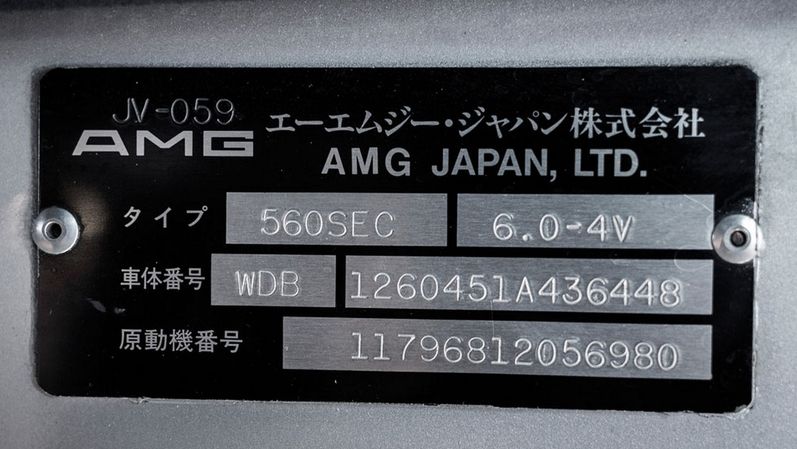 JV-059
AMG エーエムジー・ジャパン株式会社
AMG JAPAN, LTD.
タイプ 560SEC 6.0-4V
車体番号 WDB 1260451A436448
原動機番号 11796812056980